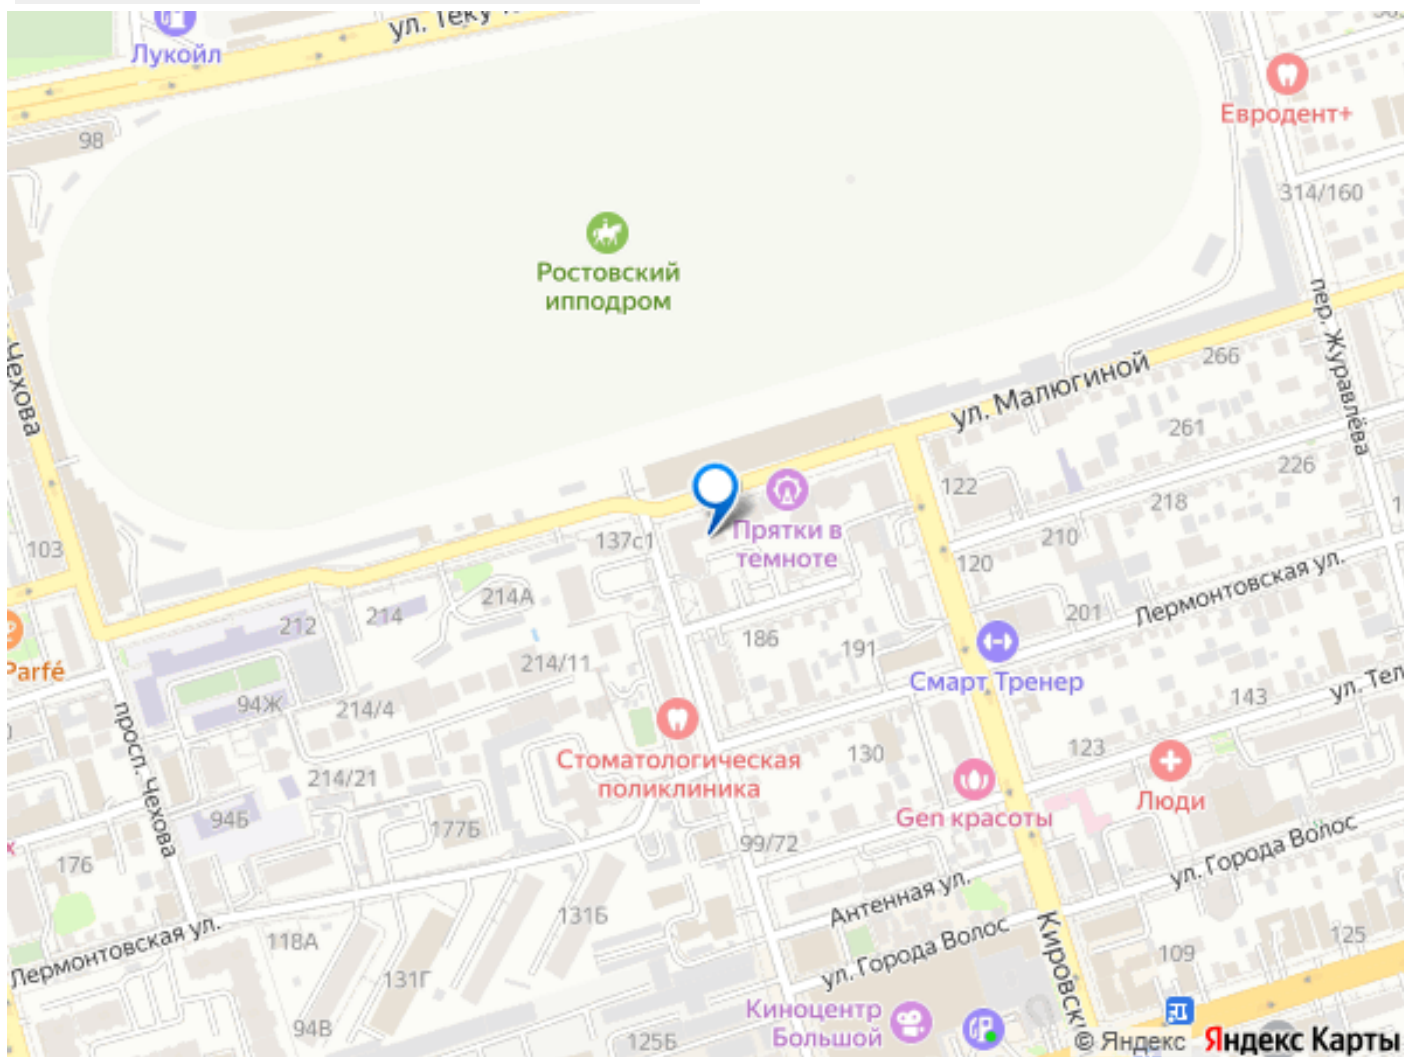 ул. Теку
Лукойл
98
Евродент+
314/160
Ростовский
ипподром
пер. Журавлёва
Чехова
266
ул. Малюгиной
261
226
122
218
Прятки в
темноте
137с1
210
103
120
214А
Лермонтовская ул.
201
214
212
186
191
Parfé
214/11
Смарт Тренер
ул. Тел
143
94Ж
214/4
просп. Чехова
123
130
Стоматологическая
поликлиника
214/21
Люди
Gen красоты
94Б
177Б
99/72
ул. Города Волос
176
Антенная ул.
131Б
Лермонтовская ул.
118А
ул. Города Волос
Кировск
125
109
131Г
Киноцентр
Большой
94В
125Б
© Яндекс Яндекс Карты